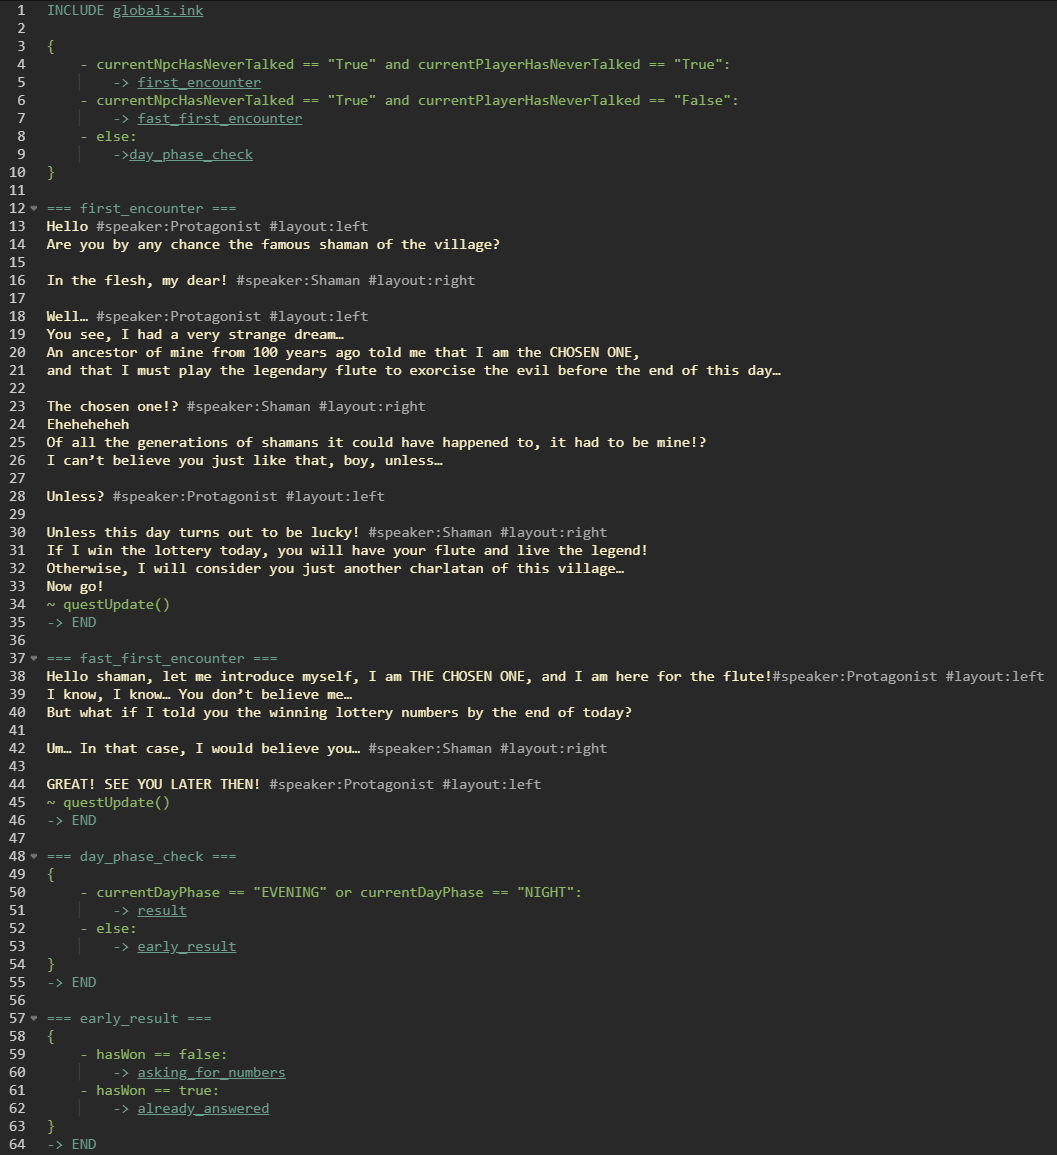 1 INCLUDE globals.ink
2
3 {
4 - currentNpcHasNeverTalked == "True" and currentPlayerHasNeverTalked == "True":
5 -> first_encounter
6 - currentNpcHasNeverTalked == "True" and currentPlayerHasNeverTalked == "False":
7 -> fast_first_encounter
8 - else:
9 ->day_phase_check
10 }
11
12 === first_encounter ===
13 Hello #speaker:Protagonist #layout:left
14 Are you by any chance the famous shaman of the village?
15
16 In the flesh, my dear! #speaker:Shaman #layout:right
17
18 Well… #speaker:Protagonist #layout:left
19 You see, I had a very strange dream…
20 An ancestor of mine from 100 years ago told me that I am the CHOSEN ONE,
21 and that I must play the legendary flute to exorcise the evil before the end of this day…
22
23 The chosen one!? #speaker:Shaman #layout:right
24 Eheheheheh
25 Of all the generations of shamans it could have happened to, it had to be mine!?
26 I can’t believe you just like that, boy, unless…
27
28 Unless? #speaker:Protagonist #layout:left
29
30 Unless this day turns out to be lucky! #speaker:Shaman #layout:right
31 If I win the lottery today, you will have your flute and live the legend!
32 Otherwise, I will consider you just another charlatan of this village…
33 Now go!
34 ~ questUpdate()
35 -> END
36
37 === fast_first_encounter ===
38 Hello shaman, let me introduce myself, I am THE CHOSEN ONE, and I am here for the flute!#speaker:Protagonist #layout:left
39 I know, I know… You don’t believe me…
40 But what if I told you the winning lottery numbers by the end of today?
41
42 Um… In that case, I would believe you… #speaker:Shaman #layout:right
43
44 GREAT! SEE YOU LATER THEN! #speaker:Protagonist #layout:left
45 ~ questUpdate()
46 -> END
47
48 === day_phase_check ===
49 {
50 - currentDayPhase == "EVENING" or currentDayPhase == "NIGHT":
51 -> result
52 - else:
53 -> early_result
54 }
55 -> END
56
57 === early_result ===
58 {
59 - hasWon == false:
60 -> asking_for_numbers
61 - hasWon == true:
62 -> already_answered
63 }
64 -> END